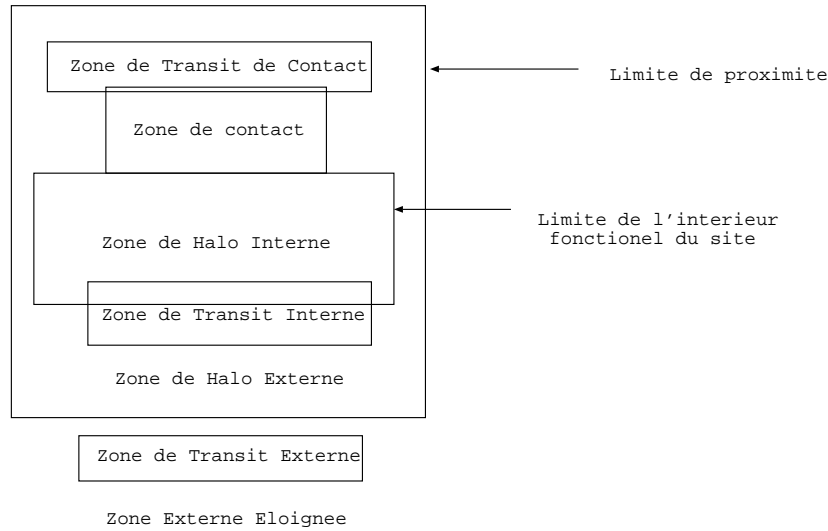 Zone de Transit de Contact
Limite de proximite
Zone de contact
Limite de l'interieur
fonctionel du site
Zone de Halo Interne
Zone de Transit Interne
Zone de Halo Externe
Zone de Transit Externe
Zone Externe Eloignee